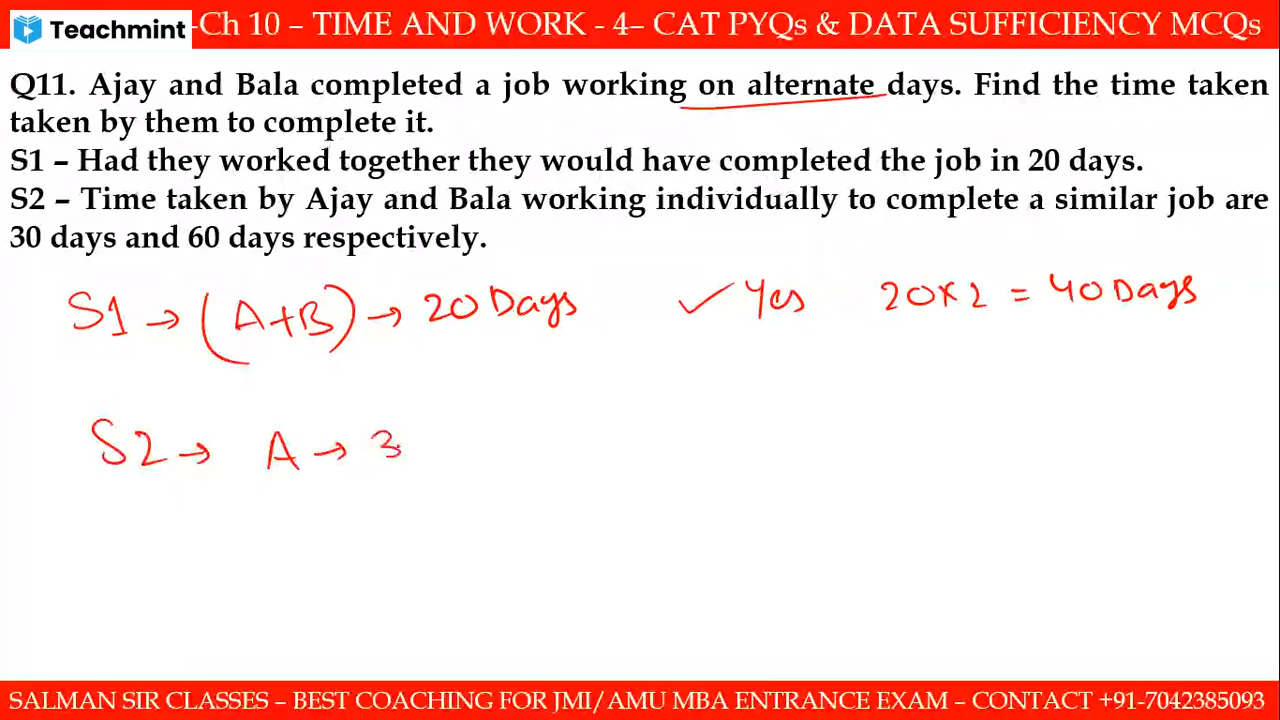 Teachmint -Ch 10 – TIME AND WORK - 4– CAT PYQs & DATA SUFFICIENCY MCQs
Q11. Ajay and Bala completed a job working on alternate days. Find the time taken
taken by them to complete it.
S1 – Had they worked together they would have completed the job in 20 days.
S2 – Time taken by Ajay and Bala working individually to complete a similar job are
30 days and 60 days respectively.
S1 → (A+B) → 20 Days ✓ Yes 20×2 = 40 Days
S2 → A → 3
SALMAN SIR CLASSES – BEST COACHING FOR JMI/AMU MBA ENTRANCE EXAM – CONTACT +91-7042385093